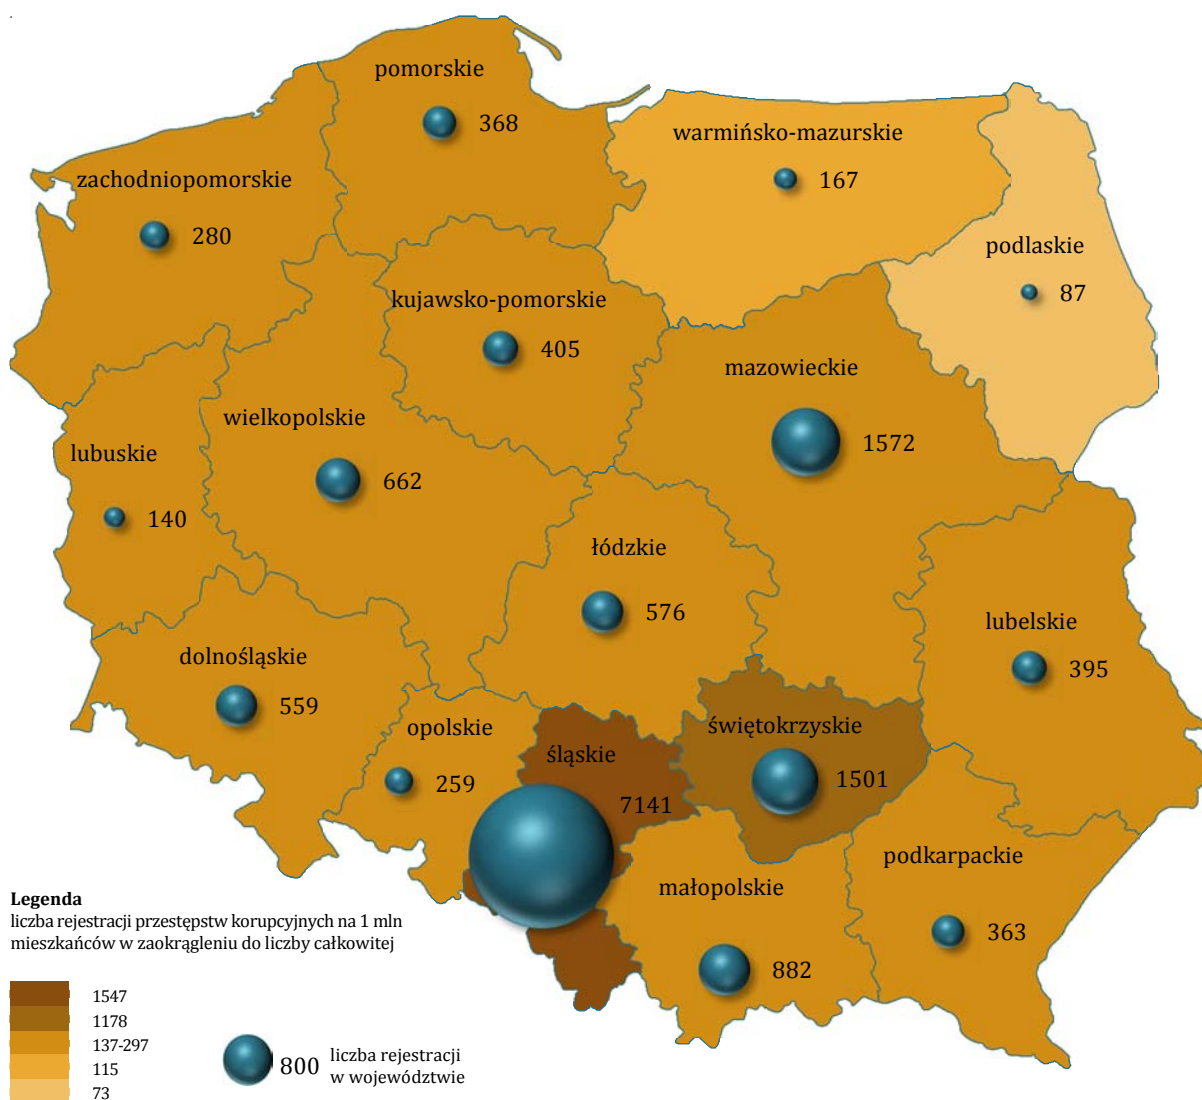 pomorskie
368
warmińsko-mazurskie
167
zachodniopomorskie
280
podlaskie
87
kujawsko-pomorskie
405
mazowieckie
1572
wielkopolskie
662
lubuskie
140
łódzkie
576
lubelskie
395
dolnośląskie
559
opolskie
259
śląskie
7141
świętokrzyskie
1501
małopolskie
882
podkarpackie
363
Legenda
liczba rejestracji przestępstw korupcyjnych na 1 mln
mieszkańców w zaokrągleniu do liczby całkowitej
1547
1178
137-297
115
73
800
liczba rejestracji
w województwie